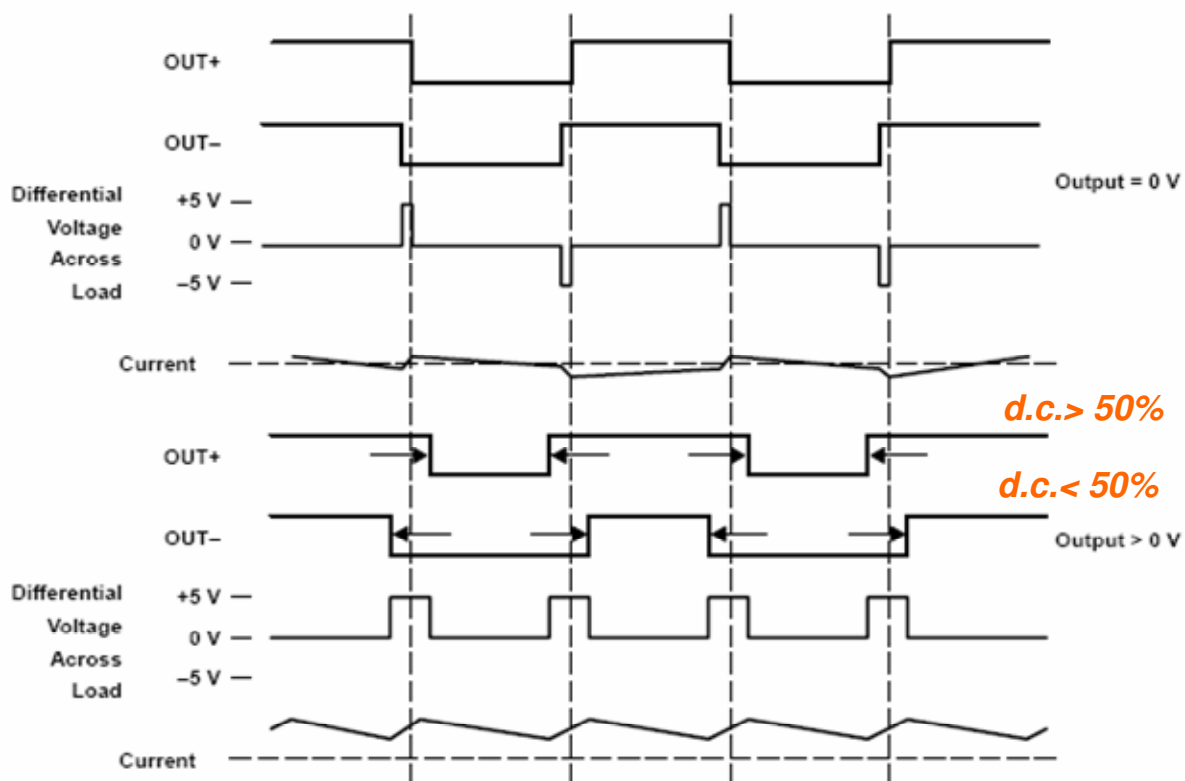 OUT+
OUT–
Differential
Voltage
Across
Load
+5 V
0 V
–5 V
Output = 0 V
Current
d.c.> 50%
OUT+
d.c.< 50%
OUT–
Output > 0 V
Differential
Voltage
Across
Load
+5 V
0 V
–5 V
Current